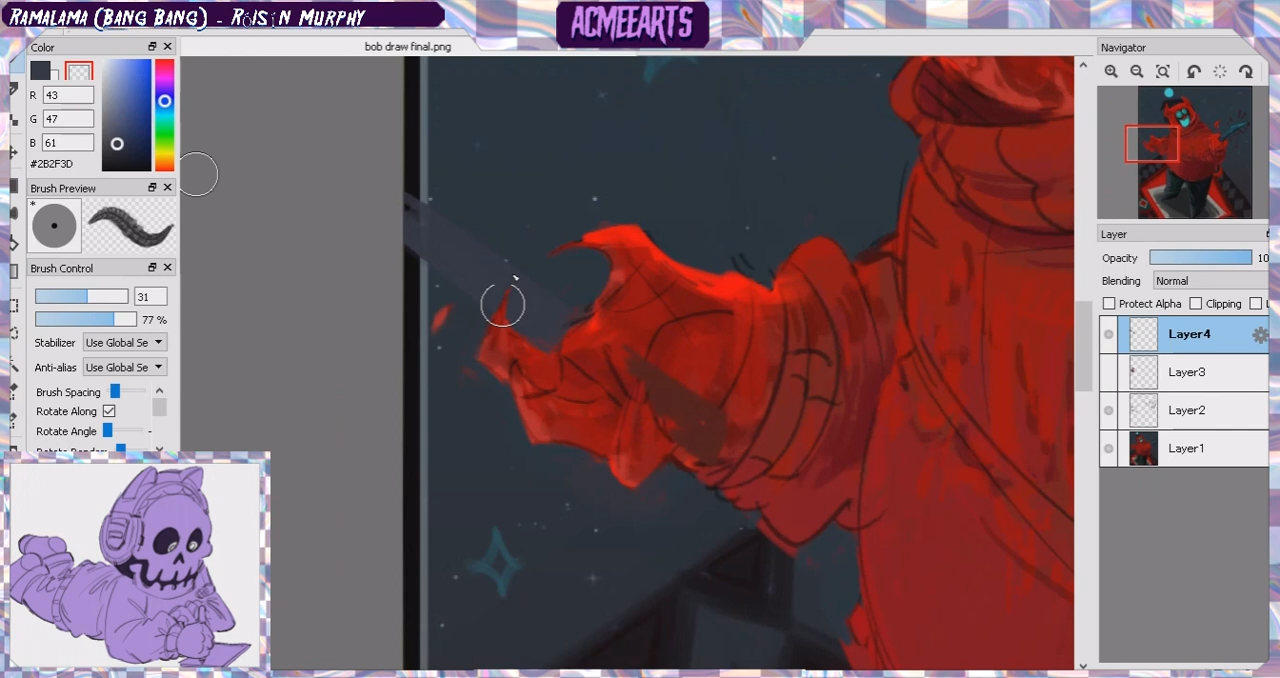 RAMALAMA (BANG BANG) - RÓISÍN MURPHY
ACMEEARTS
bob draw final.png
Color
R 43
G 47
B 61
#2B2F3D
Brush Preview
*
Brush Control
31
77 %
Stabilizer Use Global Se
Anti-alias Use Global Se
Brush Spacing
Rotate Along
Rotate Angle
Navigator
Layer
Opacity 10
Blending Normal
Protect Alpha Clipping
Layer4
Layer3
Layer2
Layer1